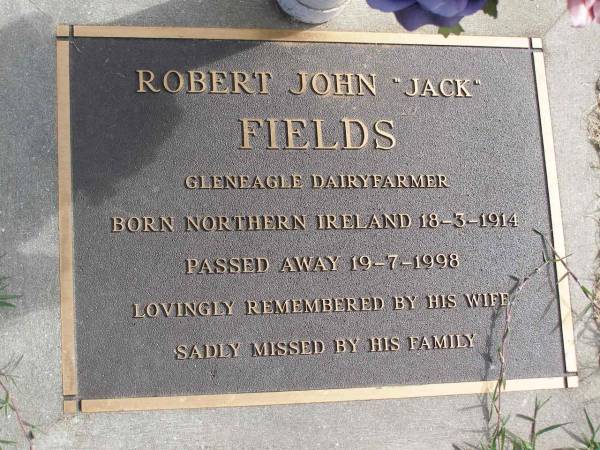 ROBERT JOHN "JACK"
FIELDS
GLENEAGLE DAIRYFARMER
BORN NORTHERN IRELAND 18-3-1914
PASSED AWAY 19-7-1998
LOVINGLY REMEMBERED BY HIS WIFE
SADLY MISSED BY HIS FAMILY